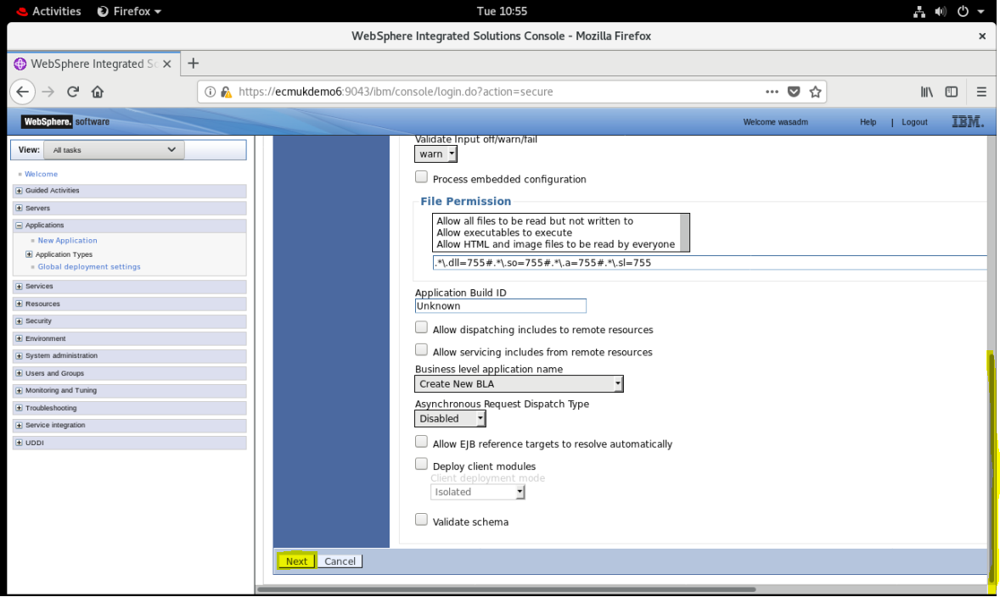 Activities
Firefox
Tue 10:55
WebSphere Integrated Solutions Console - Mozilla Firefox
×
WebSphere Integrated So
https://ecmukdemo6:9043/ibm/console/login.do?action=secure
WebSphere. software
Welcome wasadm
Help | Logout
IBM.
View: All tasks
Welcome
Guided Activities
Servers
Applications
New Application
Application Types
Global deployment settings
Services
Resources
Security
Environment
System administration
Users and Groups
Monitoring and Tuning
Troubleshooting
Service integration
UDDI
Validate Input off/warn/fail
warn
Process embedded configuration
File Permission
Allow all files to be read but not written to
Allow executables to execute
Allow HTML and image files to be read by everyone
.*\.dll=755#.*\.so=755#.*\.a=755#.*\.sl=755
Application Build ID
Unknown
Allow dispatching includes to remote resources
Allow servicing includes from remote resources
Business level application name
Create New BLA
Asynchronous Request Dispatch Type
Disabled
Allow EJB reference targets to resolve automatically
Deploy client modules
Client deployment mode
Isolated
Validate schema
Next Cancel